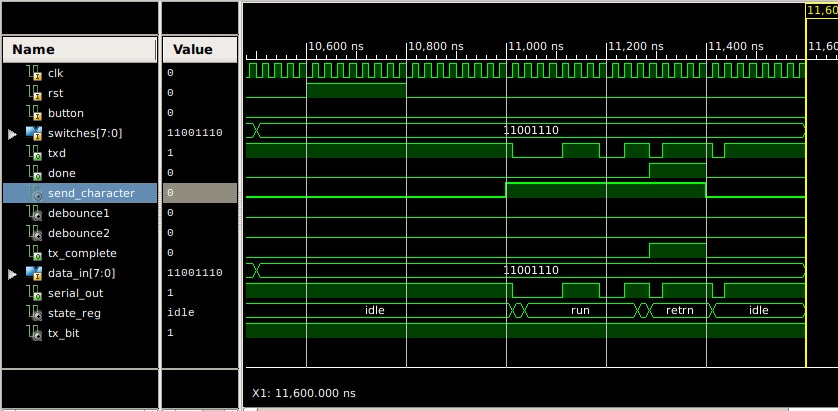 11,60
Name Value
10,600 ns 10,800 ns 11,000 ns 11,200 ns 11,400 ns 11,60
clk 0
rst 0
button 0
switches[7:0] 11001110 11001110
txd 1
done 0
send_character 0
debounce1 0
debounce2 0
tx_complete 0
data_in[7:0] 11001110 11001110
serial_out 1
state_reg idle idle run retrn idle
tx_bit 1
X1: 11,600.000 ns